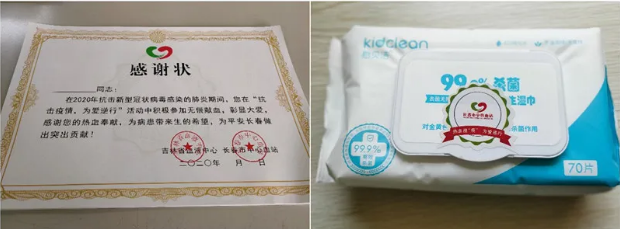 感谢状
同志：
在2020年抗击新型冠状病毒感染的肺炎期间，您在“抗
击疫情，为爱逆行”活动中积极参加无偿献血，彰显大爱，
感谢您的热血奉献，为病患带来生的希望，为平安长春做
出突出贡献！
吉林省血液中心 长春市中心血站
二〇二〇年 月 日
kidclean
杀菌
湿巾
99.9%
70片